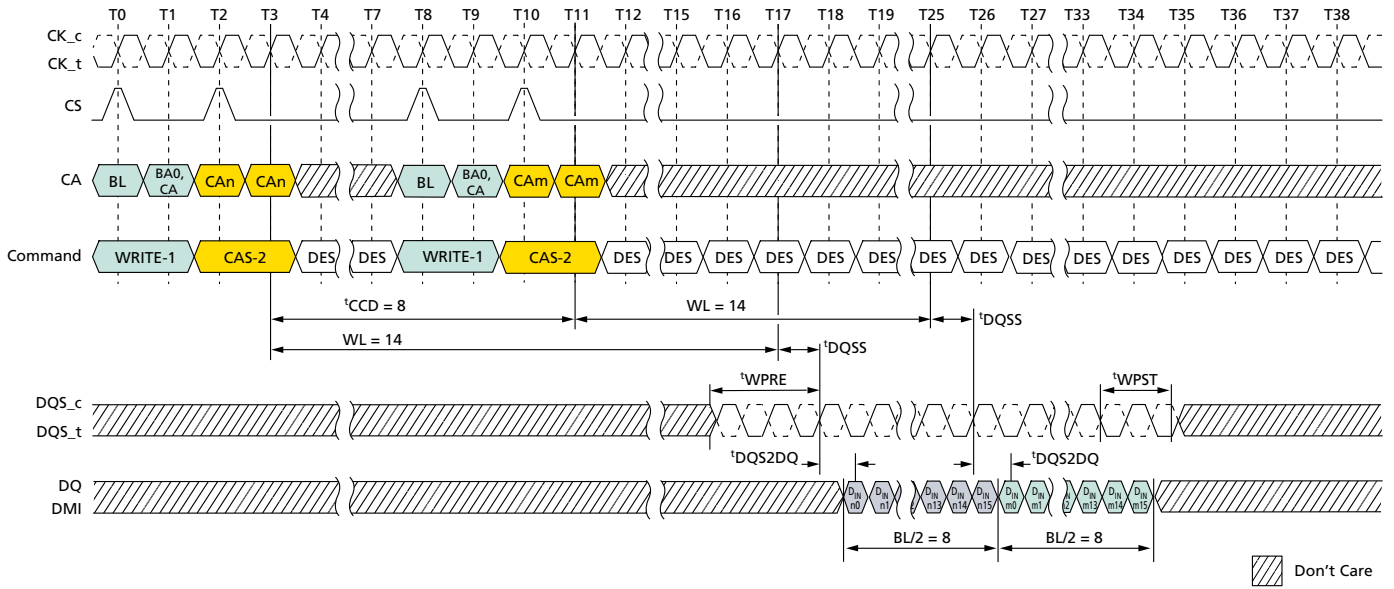 T0 T1 T2 T3 T4 T7 T8 T9 T10 T11 T12 T15 T16 T17 T18 T19 T25 T26 T27 T33 T34 T35 T36 T37 T38
CK_c
CK_t
CS
CA BL BA0, CA CAn CAn BL BA0, CA CAm CAm
Command WRITE-1 CAS-2 DES DES WRITE-1 CAS-2 DES DES DES DES DES DES DES DES DES DES DES DES DES DES DES
tCCD = 8 WL = 14 tDQSS
WL = 14 tDQSS
tWPRE tWPST
DQS_c
DQS_t
tDQS2DQ tDQS2DQ
DQ DIN n0 DIN n1 DIN n13 DIN n14 DIN n15 DIN m0 DIN m1 DIN m13 DIN m14 DIN m15
DMI
BL/2 = 8 BL/2 = 8
Don't Care